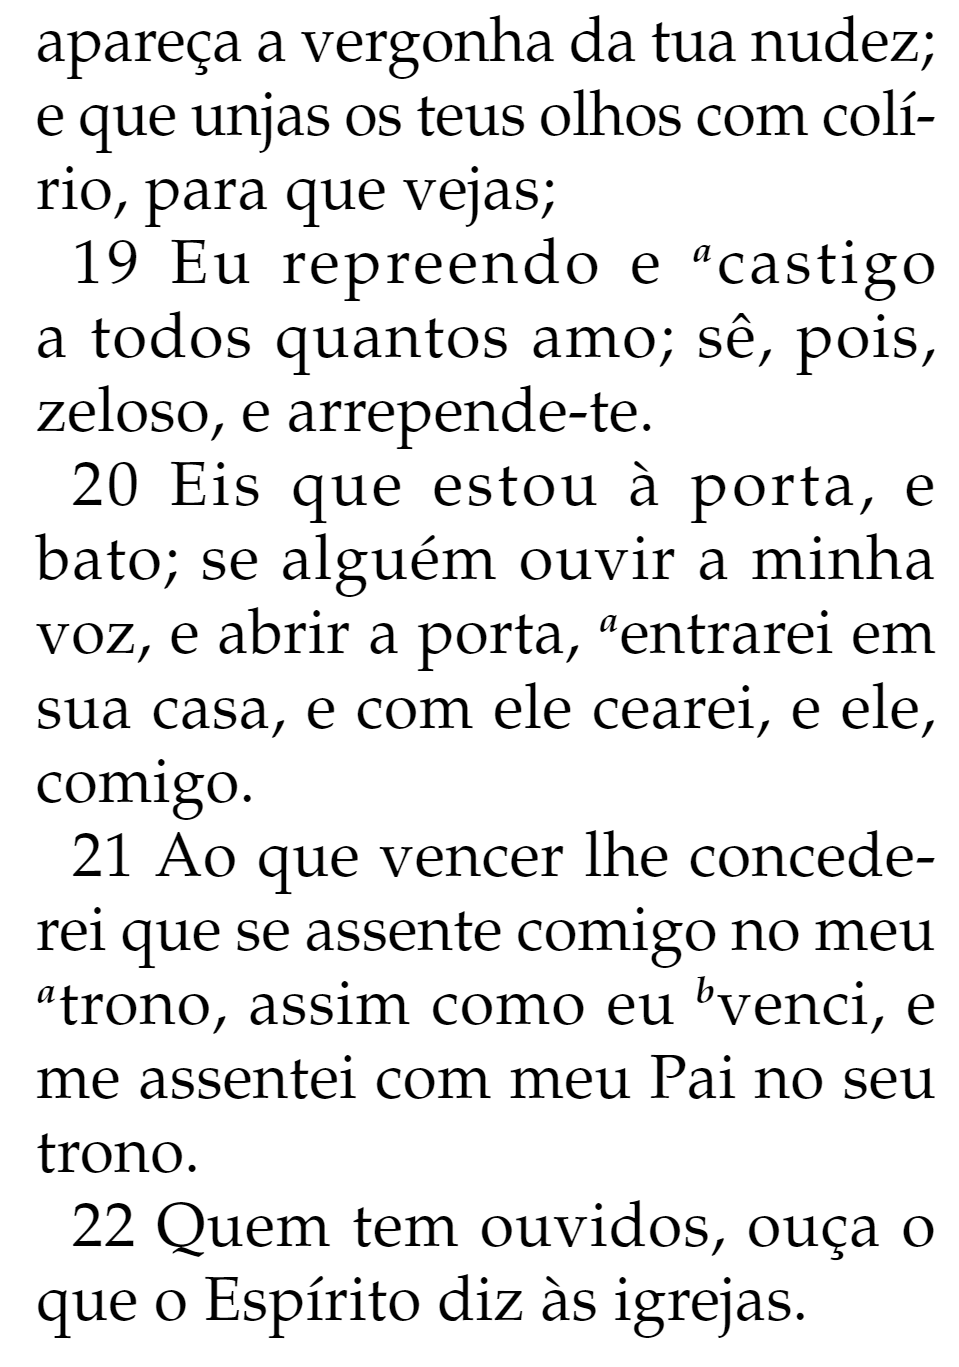 apareça a vergonha da tua nudez;
e que unjas os teus olhos com colí-
rio, para que vejas;
19 Eu repreendo e ᵃcastigo
a todos quantos amo; sê, pois,
zeloso, e arrepende-te.
20 Eis que estou à porta, e
bato; se alguém ouvir a minha
voz, e abrir a porta, ᵃentrarei em
sua casa, e com ele cearei, e ele,
comigo.
21 Ao que vencer lhe concede-
rei que se assente comigo no meu
ᵃtrono, assim como eu ᵇvenci, e
me assentei com meu Pai no seu
trono.
22 Quem tem ouvidos, ouça o
que o Espírito diz às igrejas.